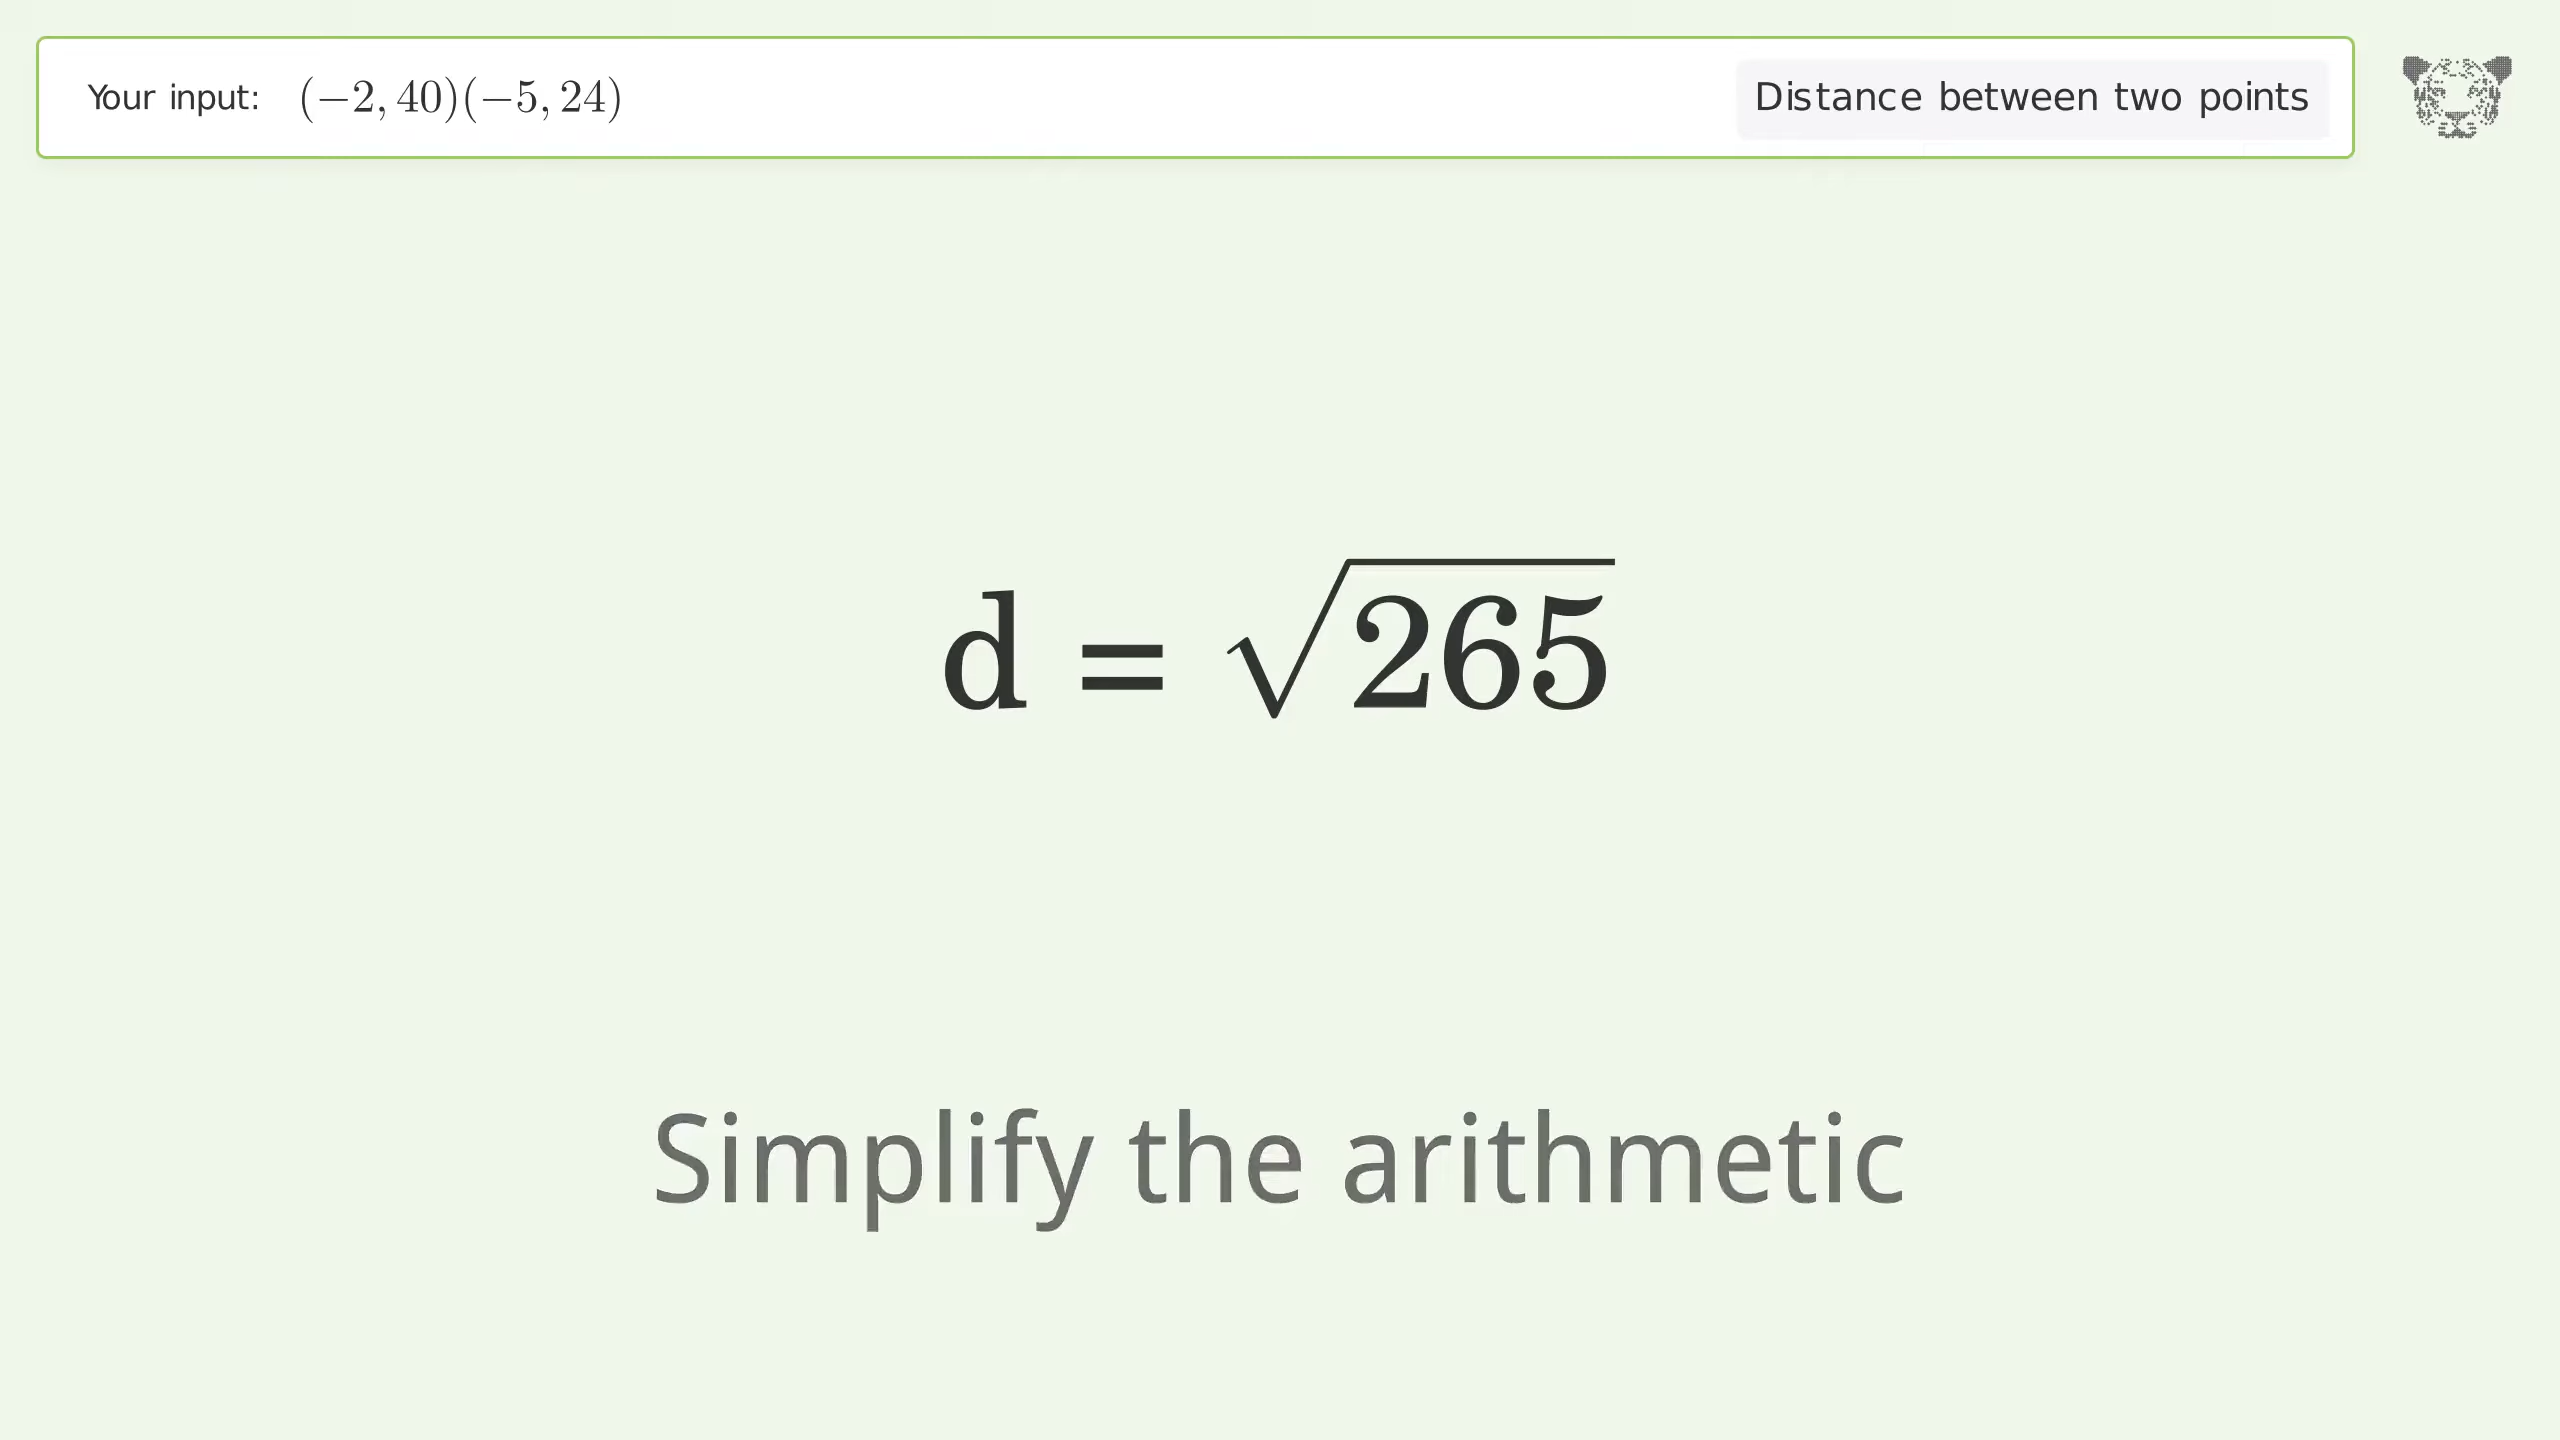 Your input: (−2, 40)(−5, 24) Distance between two points
d = √265
Simplify the arithmetic